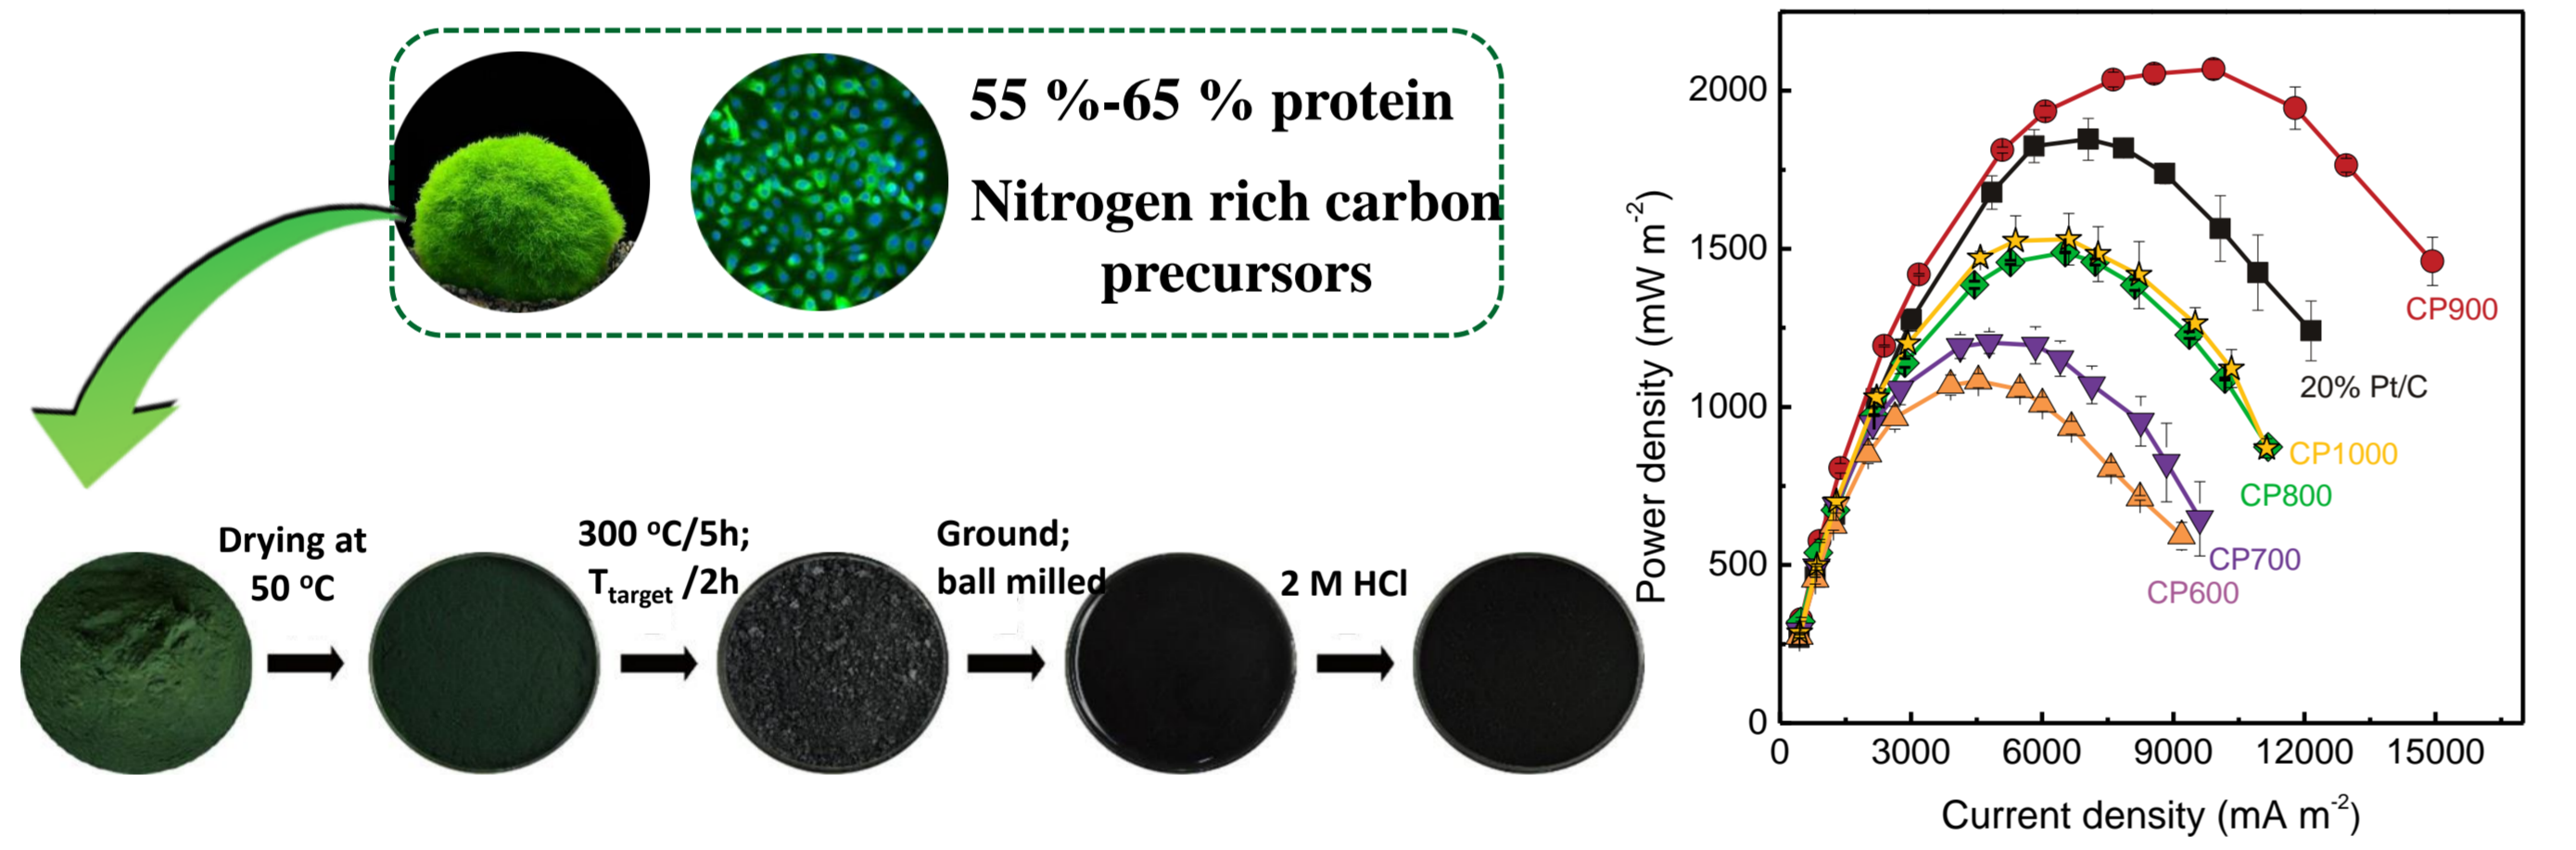 55 %-65 % protein
Nitrogen rich carbon
precursors
Drying at
50 ºC
300 ºC/5h;
Ttarget /2h
Ground;
ball milled
2 M HCl
Power density (mW m-2)
2000
1500
1000
500
0
0 3000 6000 9000 12000 15000
Current density (mA m-2)
CP900
20% Pt/C
CP1000
CP800
CP700
CP600